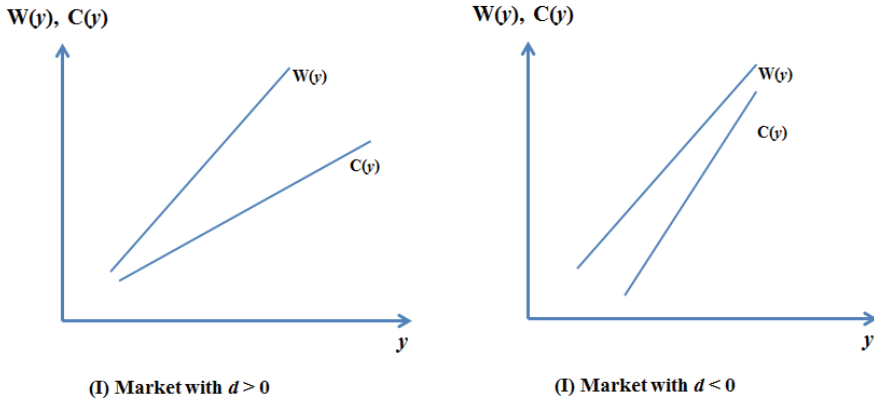 W(y), C(y)
W(y)
C(y)
y
(I) Market with d > 0
W(y), C(y)
W(y)
C(y)
y
(I) Market with d < 0